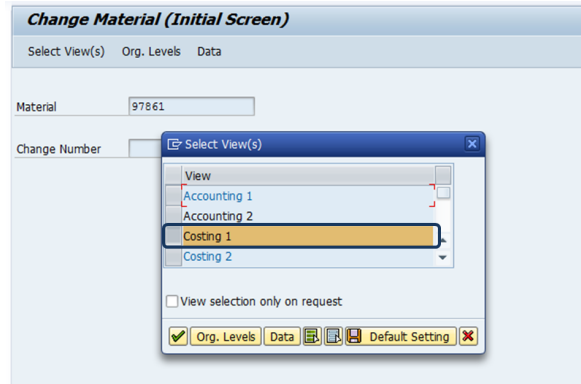 Change Material (Initial Screen)
Select View(s) Org. Levels Data
Material 97861
Change Number
Select View(s)
View
Accounting 1
Accounting 2
Costing 1
Costing 2
View selection only on request
Org. Levels Data Default Setting